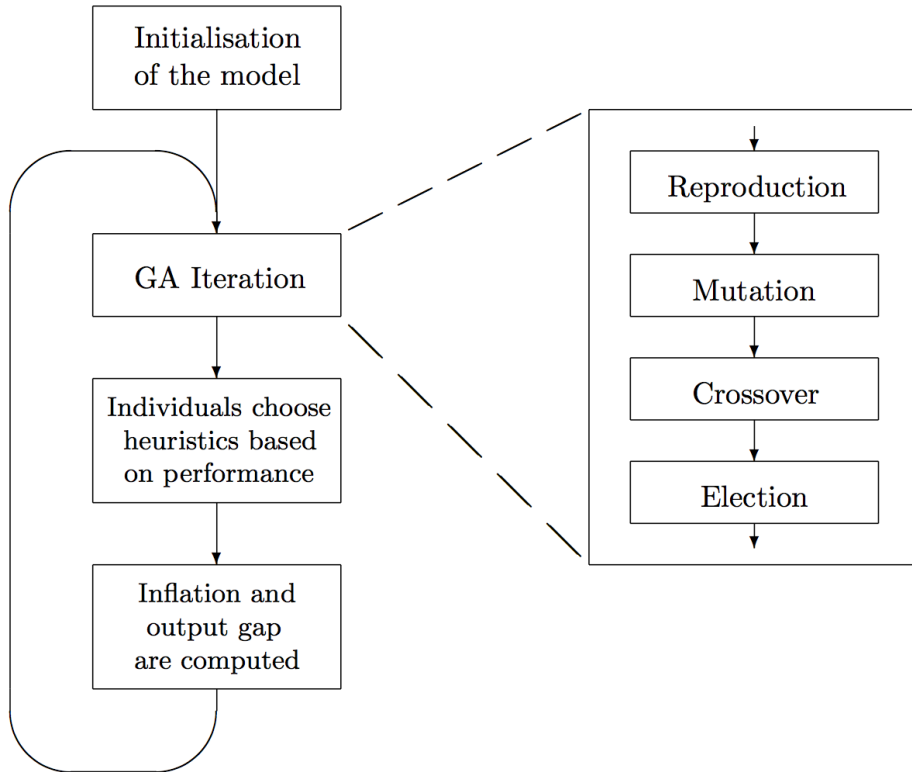 Initialisation
of the model
GA Iteration
Individuals choose
heuristics based
on performance
Inflation and
output gap
are computed
Reproduction
Mutation
Crossover
Election